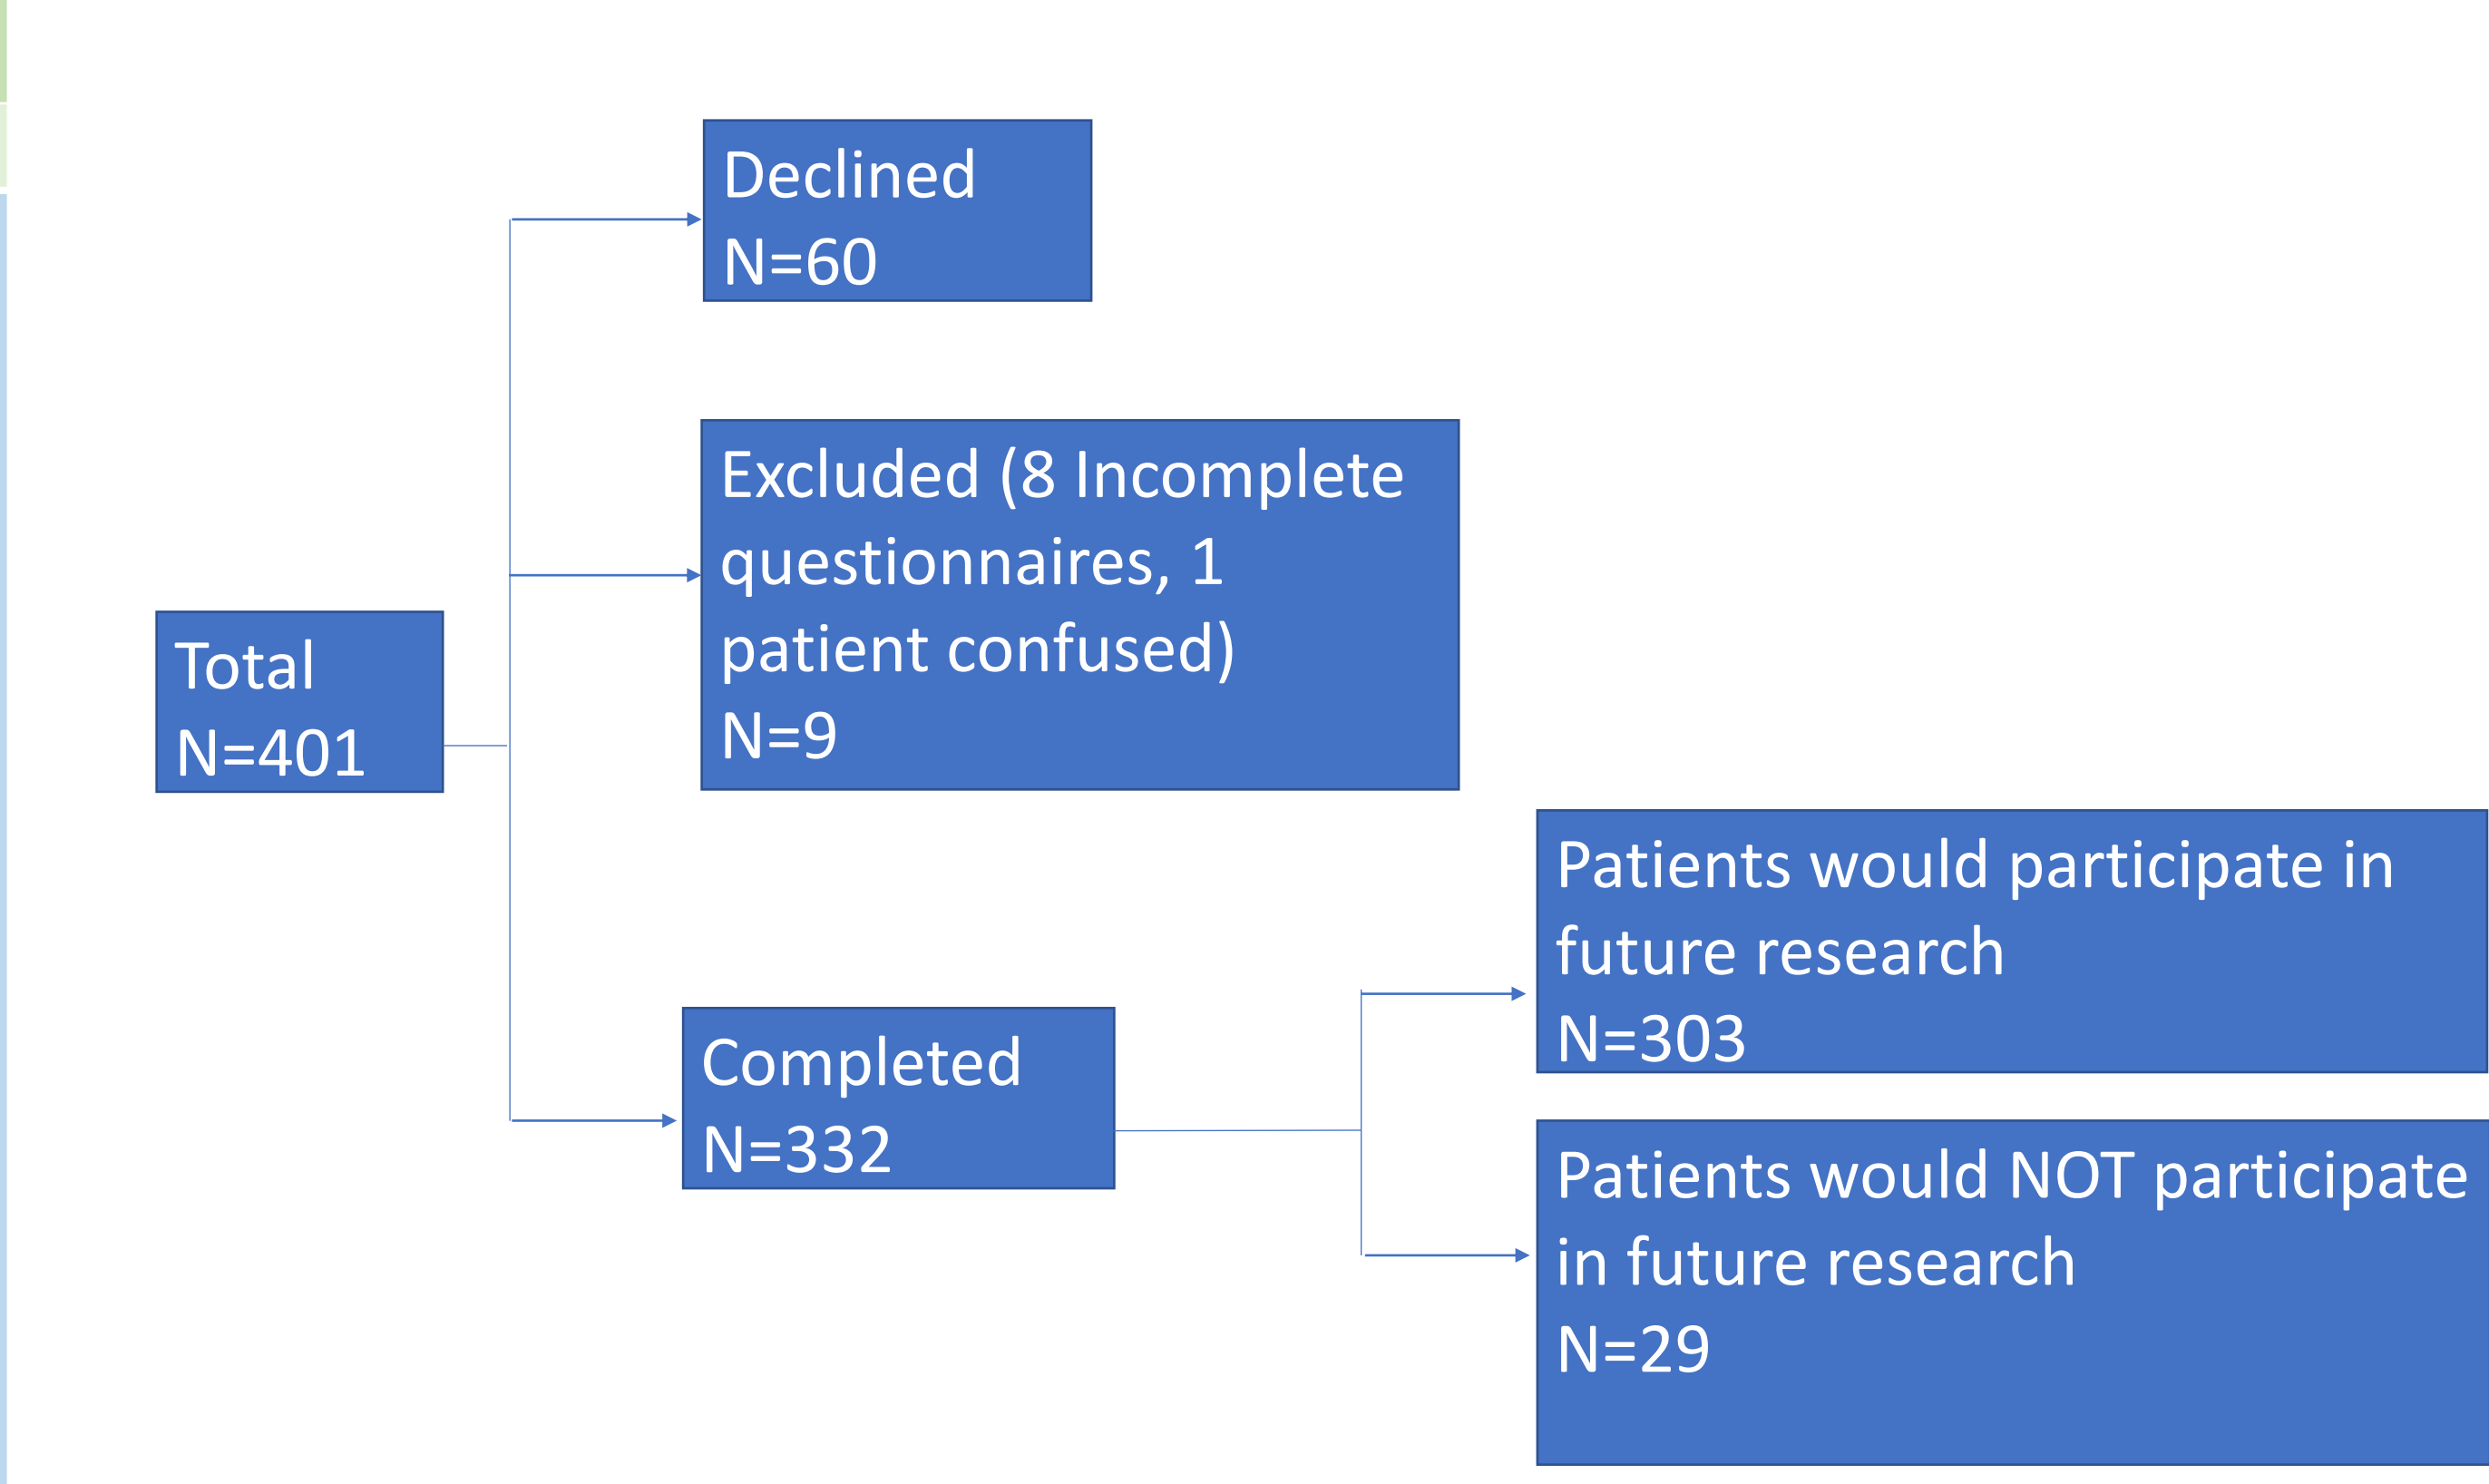 Declined
N=60
Excluded (8 Incomplete
questionnaires, 1
patient confused)
N=9
Total
N=401
Patients would participate in
future research
N=303
Completed
N=332
Patients would NOT participate
in future research
N=29